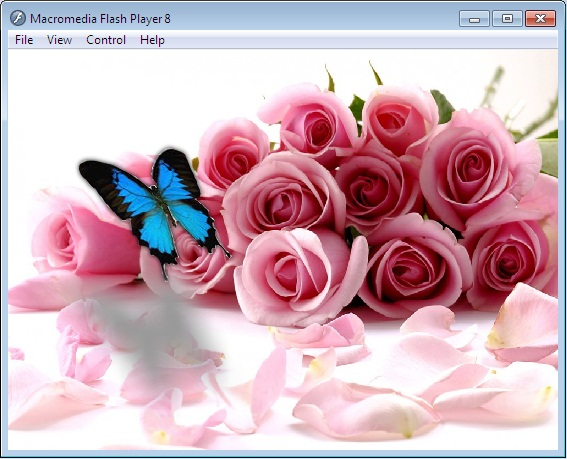 Macromedia Flash Player 8
File View Control Help